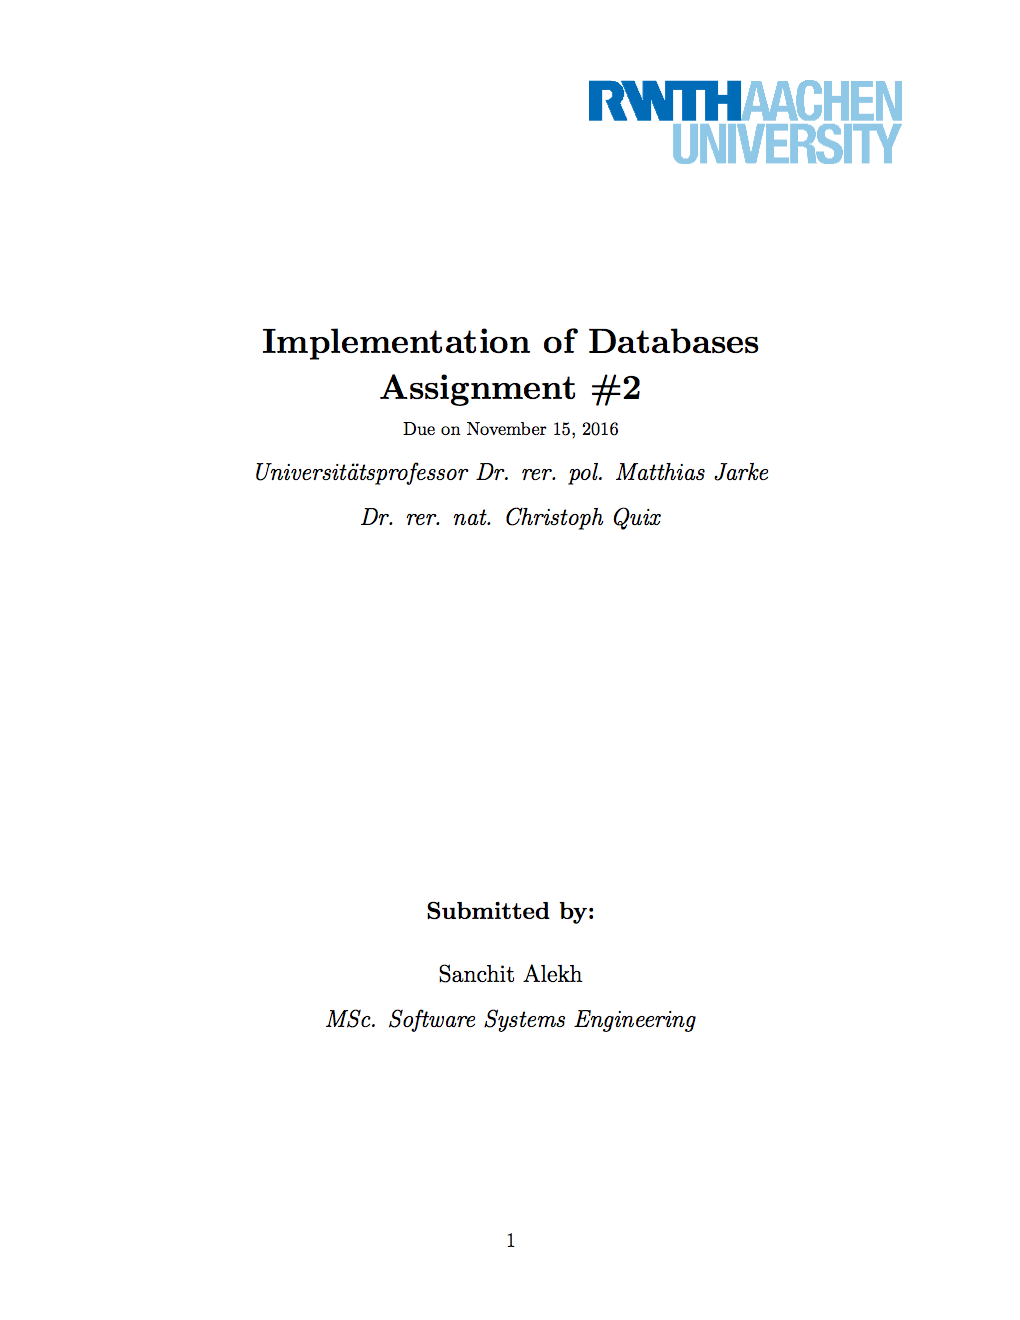 RWTHAACHEN
UNIVERSITY
Implementation of Databases
Assignment #2
Due on November 15, 2016
Universitätsprofessor Dr. rer. pol. Matthias Jarke
Dr. rer. nat. Christoph Quix
Submitted by:
Sanchit Alekh
MSc. Software Systems Engineering
1